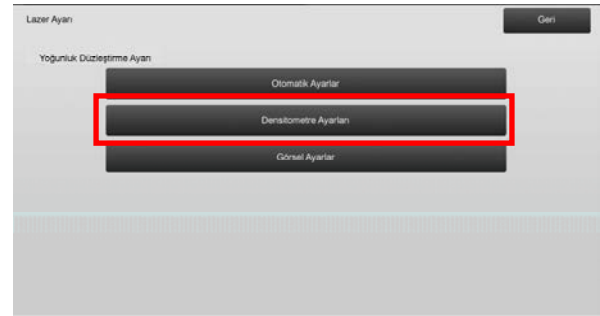 Lazer Ayarı
Geri
Yoğunluk Düzleştirme Ayarı
Otomatik Ayarlar
Densitometre Ayarları
Görsel Ayarlar